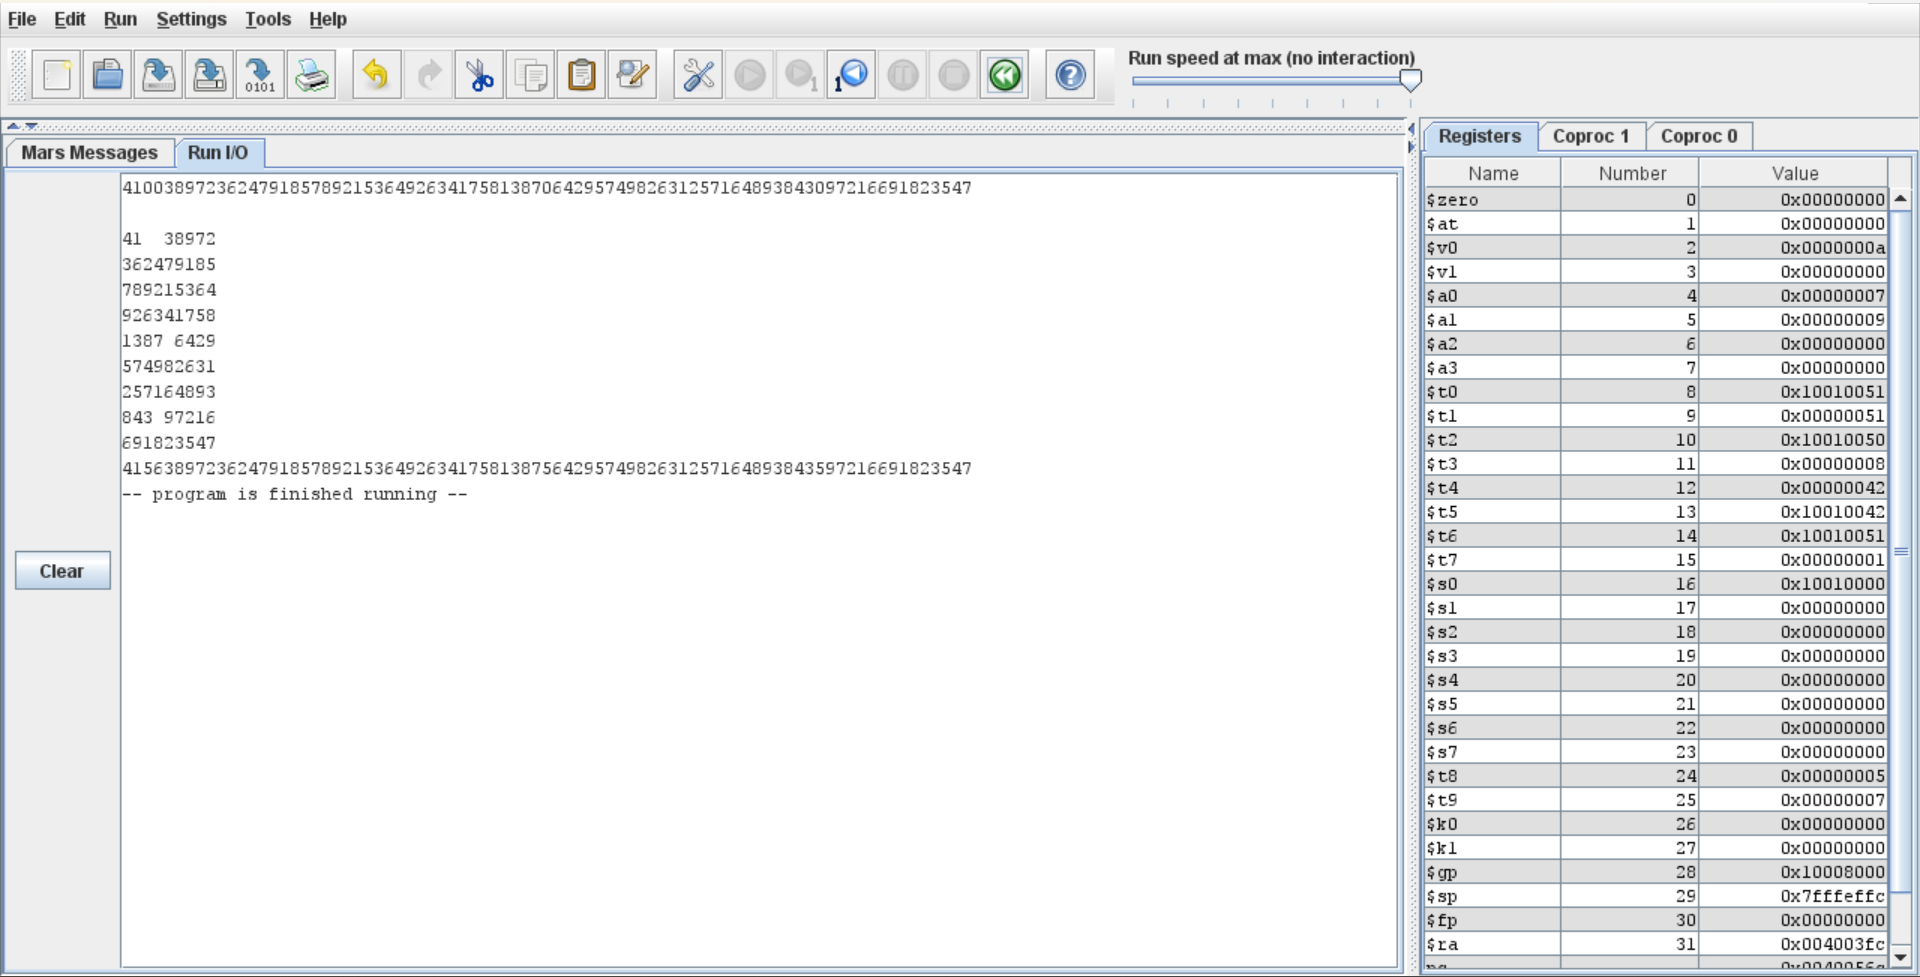 File Edit Run Settings Tools Help
Run speed at max (no interaction)
0101
1
1
Mars Messages Run I/O
Registers Coproc 1 Coproc 0
Name Number Value
410038972362479185789215364926341758138706429574982631257164893843097216691823547
41  38972
362479185
789215364
926341758
1387 6429
574982631
257164893
843 97216
691823547
415638972362479185789215364926341758138756429574982631257164893843597216691823547
-- program is finished running --
Clear
$zero 0 0x00000000
$at 1 0x00000000
$v0 2 0x0000000a
$v1 3 0x00000000
$a0 4 0x00000007
$a1 5 0x00000009
$a2 6 0x00000000
$a3 7 0x00000000
$t0 8 0x10010051
$t1 9 0x00000051
$t2 10 0x10010050
$t3 11 0x00000008
$t4 12 0x00000042
$t5 13 0x10010042
$t6 14 0x10010051
$t7 15 0x00000001
$s0 16 0x10010000
$s1 17 0x00000000
$s2 18 0x00000000
$s3 19 0x00000000
$s4 20 0x00000000
$s5 21 0x00000000
$s6 22 0x00000000
$s7 23 0x00000000
$t8 24 0x00000005
$t9 25 0x00000007
$k0 26 0x00000000
$k1 27 0x00000000
$gp 28 0x10008000
$sp 29 0x7fffeffc
$fp 30 0x00000000
$ra 31 0x004003fc